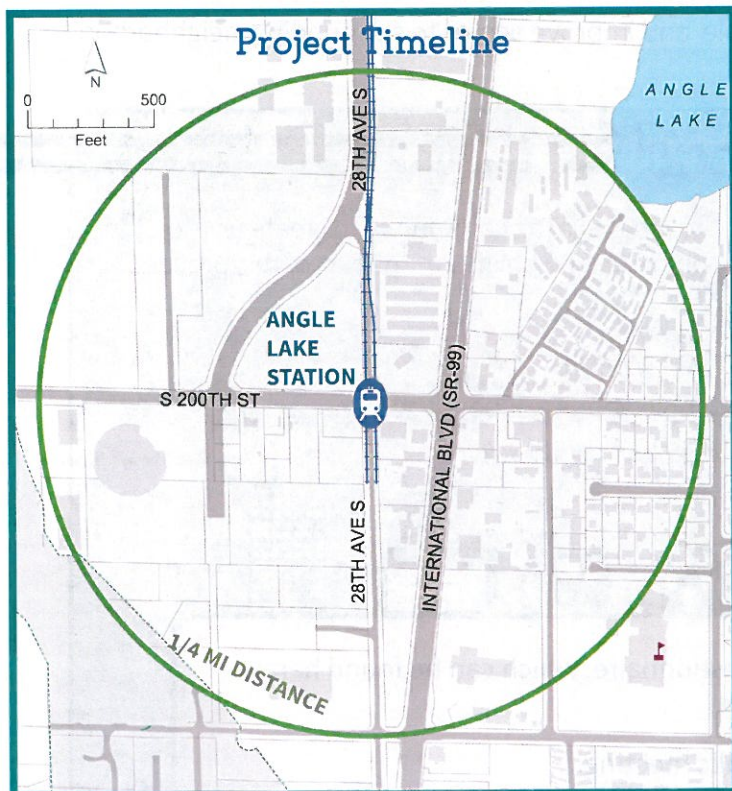 Project Timeline
N
0 500
Feet
ANGLE
LAKE
28TH AVE S
ANGLE
LAKE
STATION
S 200TH ST
INTERNATIONAL BLVD (SR-99)
28TH AVE S
1/4 MI DISTANCE